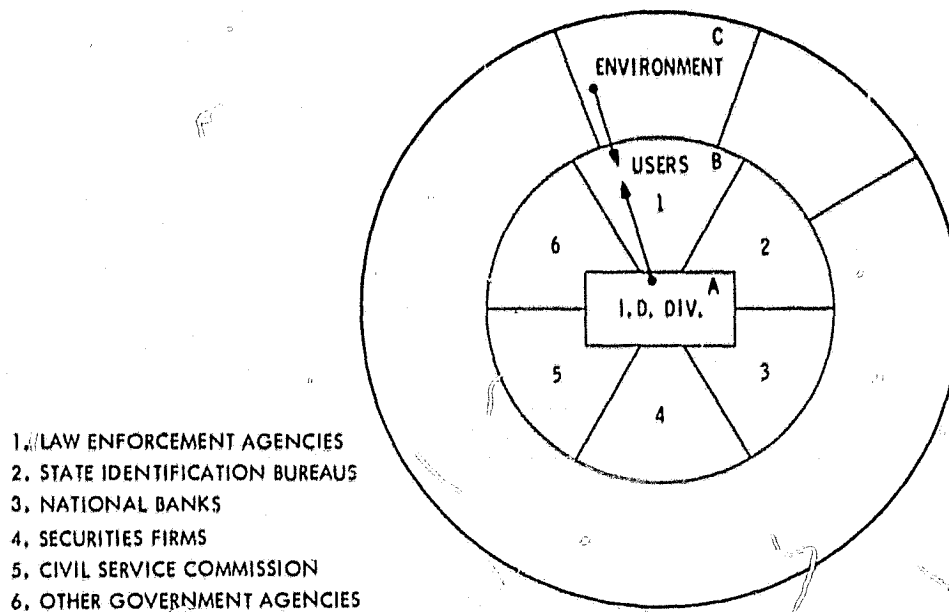 C
ENVIRONMENT
USERS B
1
6
2
A
I.D. DIV.
5
3
4
1. LAW ENFORCEMENT AGENCIES
2. STATE IDENTIFICATION BUREAUS
3. NATIONAL BANKS
4. SECURITIES FIRMS
5. CIVIL SERVICE COMMISSION
6. OTHER GOVERNMENT AGENCIES